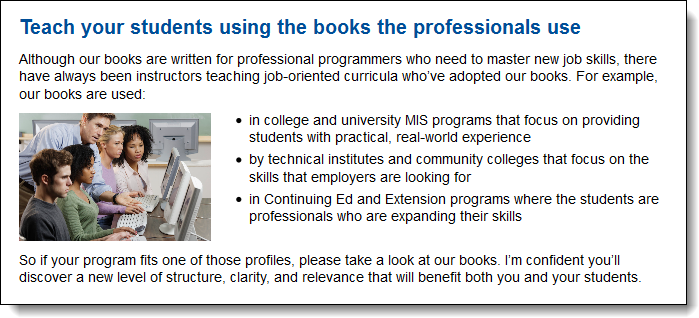 Teach your students using the books the professionals use
Although our books are written for professional programmers who need to master new job skills, there
have always been instructors teaching job-oriented curricula who've adopted our books. For example,
our books are used:
• in college and university MIS programs that focus on providing
students with practical, real-world experience
• by technical institutes and community colleges that focus on the
skills that employers are looking for
• in Continuing Ed and Extension programs where the students are
professionals who are expanding their skills
So if your program fits one of those profiles, please take a look at our books. I'm confident you'll
discover a new level of structure, clarity, and relevance that will benefit both you and your students.